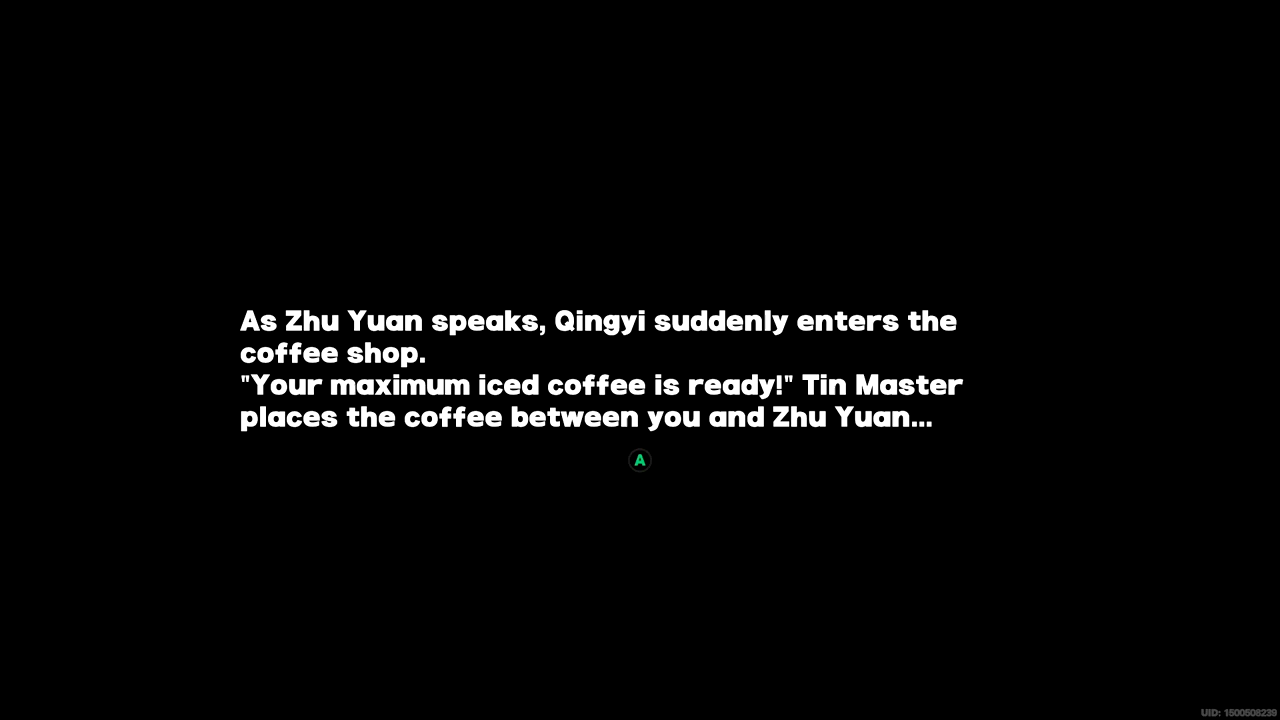 As Zhu Yuan speaks, Qingyi suddenly enters the
coffee shop.
"Your maximum iced coffee is ready!" Tin Master
places the coffee between you and Zhu Yuan...
A
UID: 1500508239